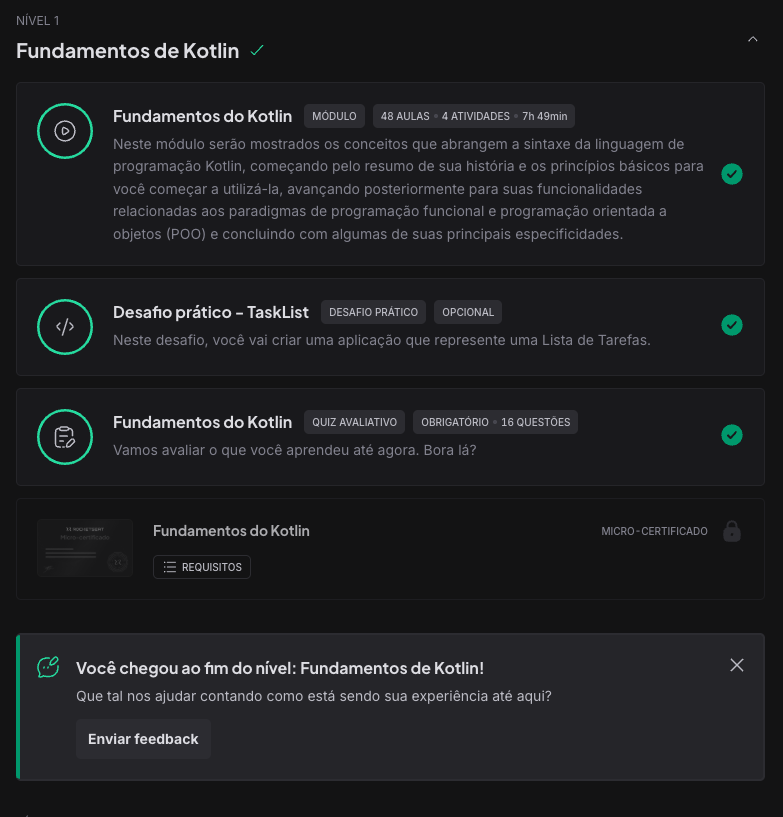 NÍVEL 1
Fundamentos de Kotlin
Fundamentos do Kotlin MÓDULO 48 AULAS • 4 ATIVIDADES • 7h 49min
Neste módulo serão mostrados os conceitos que abrangem a sintaxe da linguagem de
programação Kotlin, começando pelo resumo de sua história e os princípios básicos para
você começar a utilizá-la, avançando posteriormente para suas funcionalidades
relacionadas aos paradigmas de programação funcional e programação orientada a
objetos (POO) e concluindo com algumas de suas principais especificidades.
Desafio prático - TaskList DESAFIO PRÁTICO OPCIONAL
Neste desafio, você vai criar uma aplicação que represente uma Lista de Tarefas.
Fundamentos do Kotlin QUIZ AVALIATIVO OBRIGATÓRIO • 16 QUESTÕES
Vamos avaliar o que você aprendeu até agora. Bora lá?
Fundamentos do Kotlin MICRO-CERTIFICADO
REQUISITOS
Você chegou ao fim do nível: Fundamentos de Kotlin!
Que tal nos ajudar contando como está sendo sua experiência até aqui?
Enviar feedback